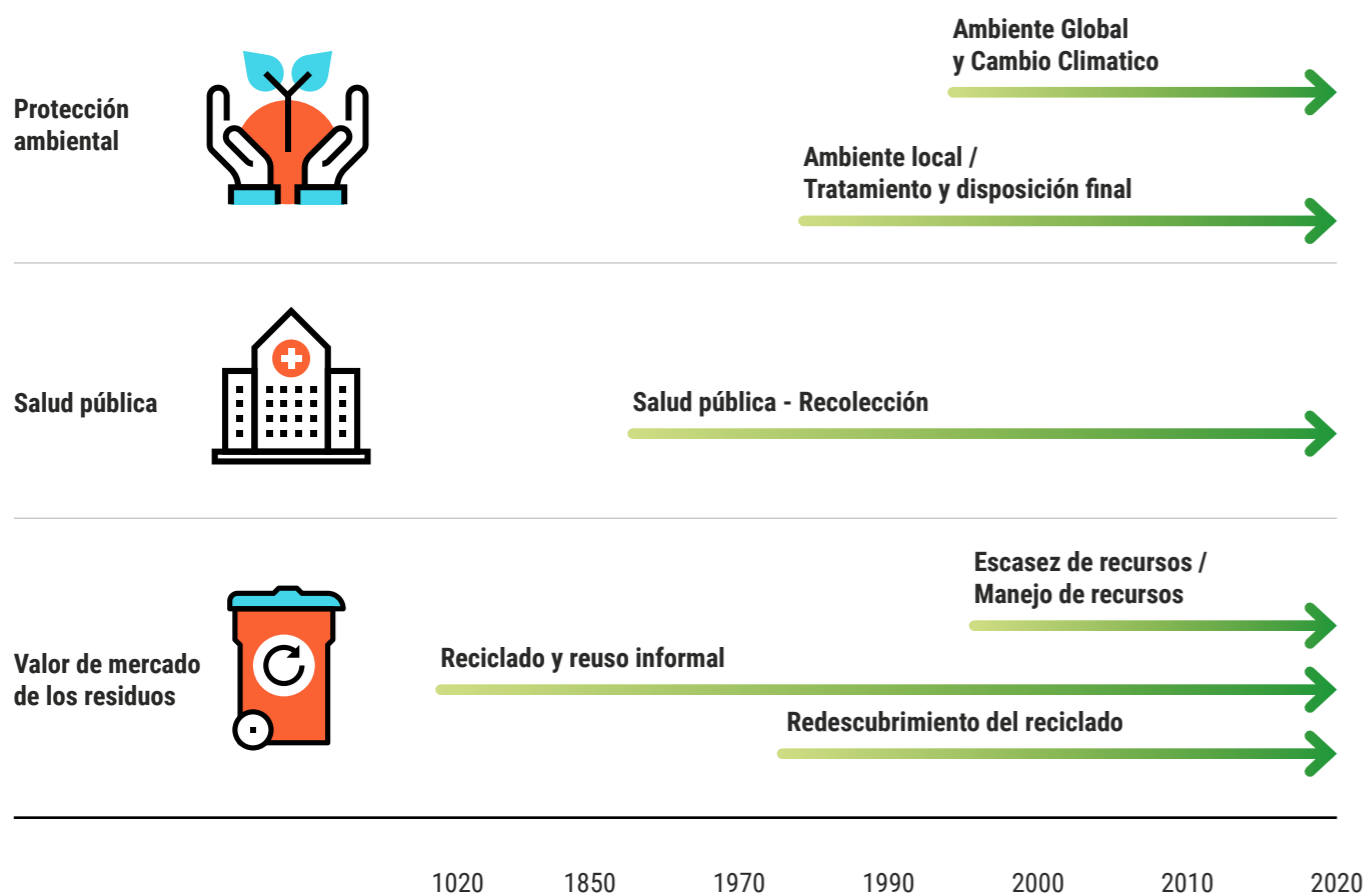 Protección
ambiental
Ambiente Global
y Cambio Climatico
Ambiente local /
Tratamiento y disposición final
Salud pública
Salud pública - Recolección
Valor de mercado
de los residuos
Escasez de recursos /
Manejo de recursos
Reciclado y reuso informal
Redescubrimiento del reciclado
1020 1850 1970 1990 2000 2010 2020